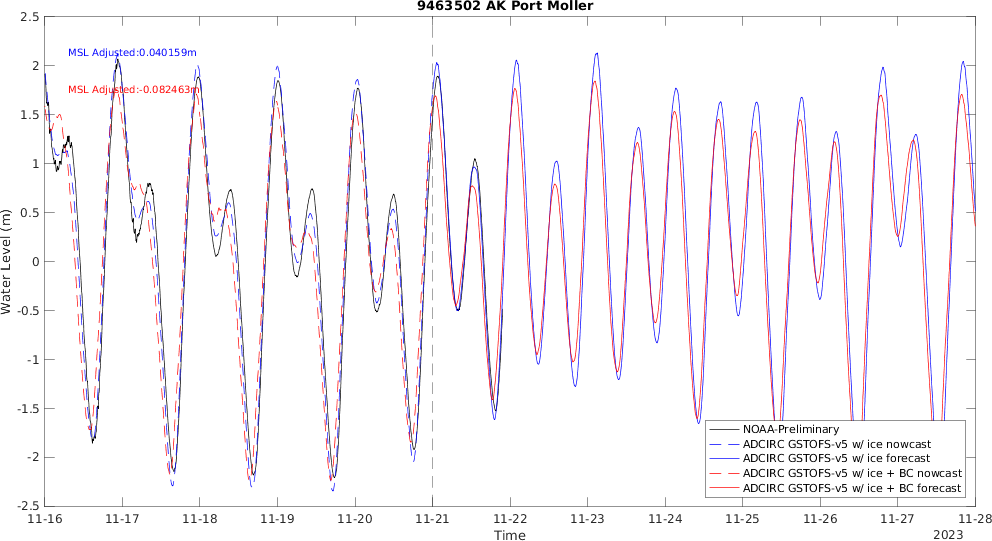 9463502 AK Port Moller
2.5
2
1.5
1
0.5
0
-0.5
-1
-1.5
-2
-2.5
Water Level (m)
MSL Adjusted:0.040159m
MSL Adjusted:-0.082463m
NOAA-Preliminary
ADCIRC GSTOFS-v5 w/ ice nowcast
ADCIRC GSTOFS-v5 w/ ice forecast
ADCIRC GSTOFS-v5 w/ ice + BC nowcast
ADCIRC GSTOFS-v5 w/ ice + BC forecast
11-16 11-17 11-18 11-19 11-20 11-21 11-22 11-23 11-24 11-25 11-26 11-27 11-28
Time
2023